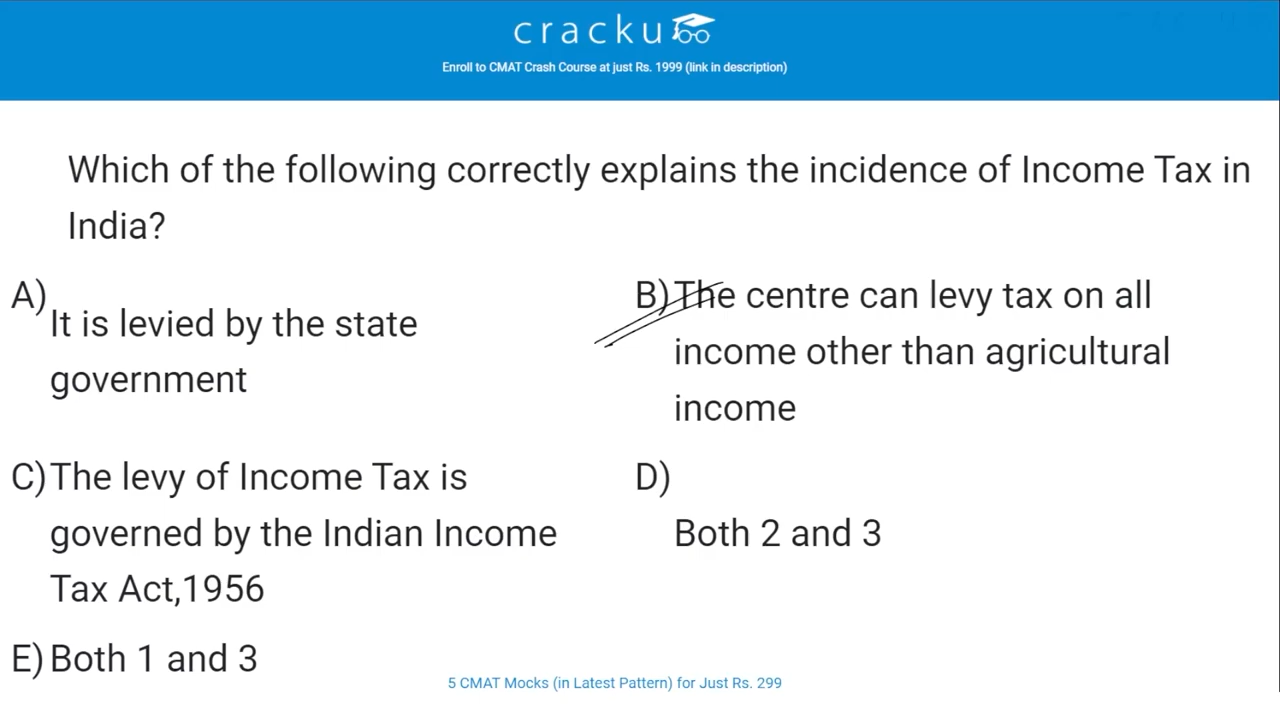 cracku
Enroll to CMAT Crash Course at just Rs. 1999 (link in description)
Which of the following correctly explains the incidence of Income Tax in
India?
A)
It is levied by the state
government
B) The centre can levy tax on all
income other than agricultural
income
C) The levy of Income Tax is
governed by the Indian Income
Tax Act,1956
D)
Both 2 and 3
E) Both 1 and 3
5 CMAT Mocks (in Latest Pattern) for Just Rs. 299